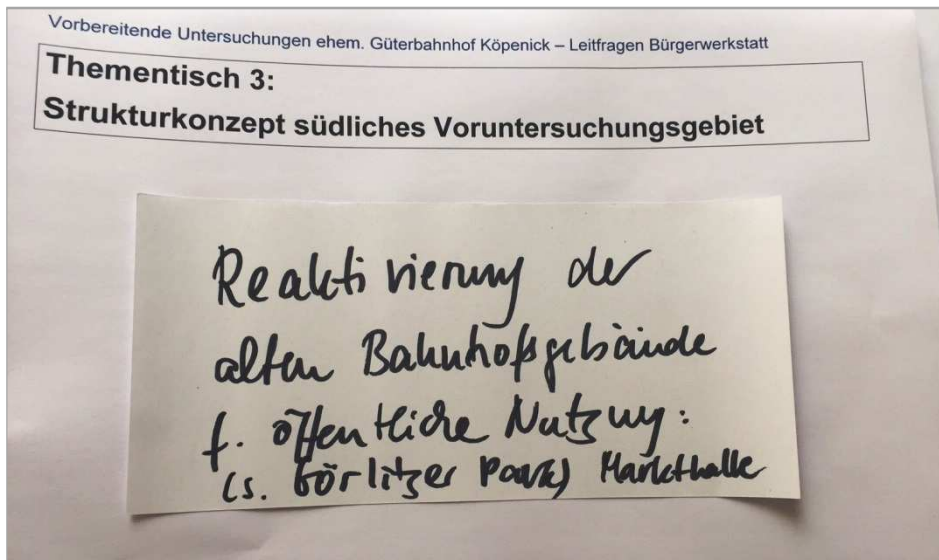 Vorbereitende Untersuchungen ehem. Güterbahnhof Köpenick – Leitfragen Bürgerwerkstatt
Thementisch 3:
Strukturkonzept südliches Voruntersuchungsgebiet
Reaktivierung der
alten Bahnhofsgebäude
f. öffentliche Nutzung:
(s. Görlitzer Park) Markthalle